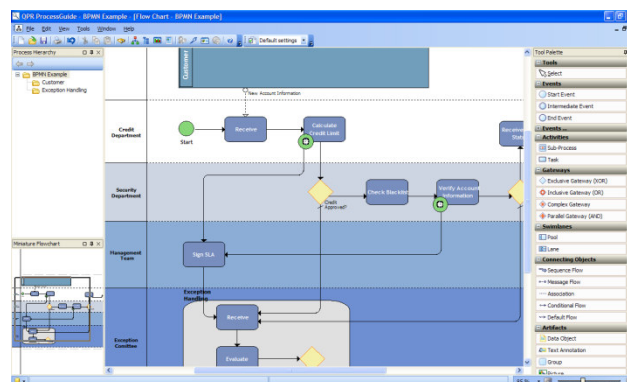 QPR ProcessGuide - BPMN Example - [Flow Chart - BPMN Example]
File Edit View Tools Window Help
Default settings
Process Hierarchy
BPMN Example
Customer
Exception Handling
Miniature Flowchart
Customer
New Account Information
Credit
Department
Start
Receive
Calculate
Credit Limit
Receive
Security
Department
Credit
Approved?
Check Blacklist
Verify Account
Information
Management
Team
Sign SLA
Exception
Handling
Receive
Exception
Comittee
Evaluate
Tool Palette
Tools
Select
Events
Start Event
Intermediate Event
End Event
Events ...
Activities
Sub-Process
Task
Gateways
Exclusive Gateway (XOR)
Inclusive Gateway (OR)
Complex Gateway
Parallel Gateway (AND)
Swimlanes
Pool
Lane
Connecting Objects
Sequence Flow
Message Flow
Association
Conditional Flow
Default Flow
Artifacts
Data Object
Text Annotation
Group
Picture